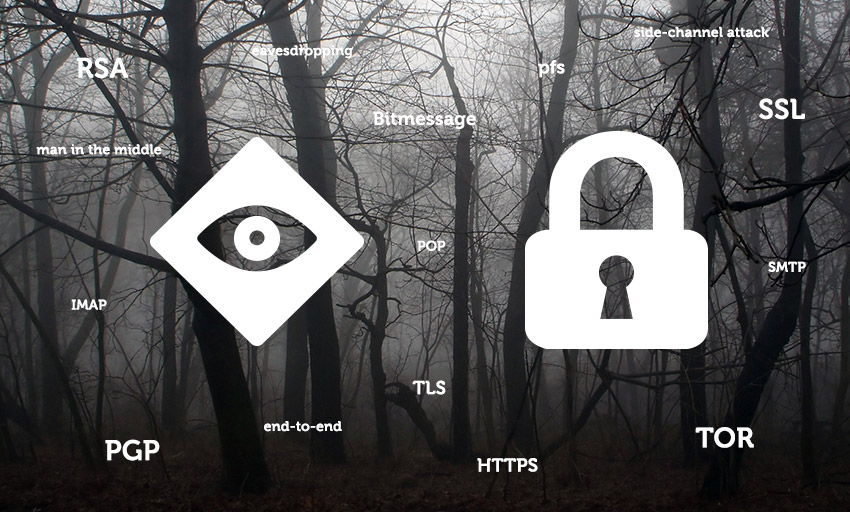 side-channel attack
eavesdropping
RSA
pfs
SSL
Bitmessage
man in the middle
POP
SMTP
IMAP
TLS
end-to-end
TOR
PGP
HTTPS